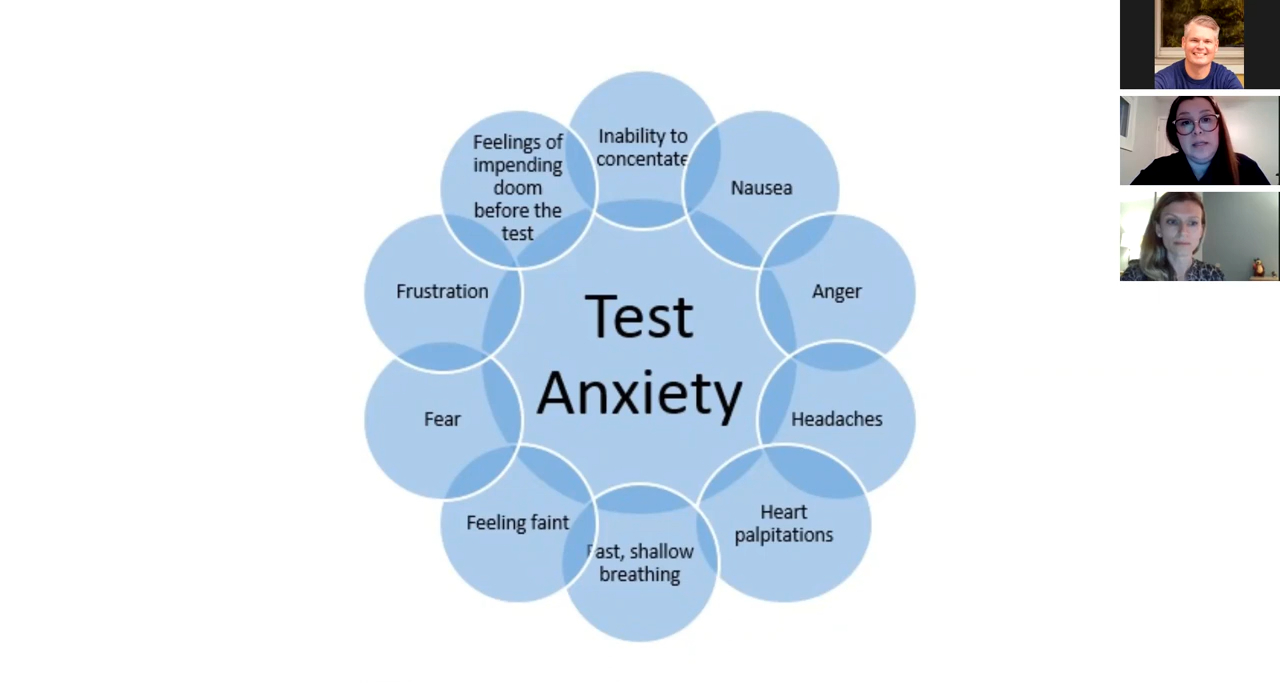 Inability to
concentate
Nausea
Anger
Headaches
Heart
palpitations
Fast, shallow
breathing
Feeling faint
Fear
Frustration
Feelings of
impending
doom
before the
test
Test
Anxiety